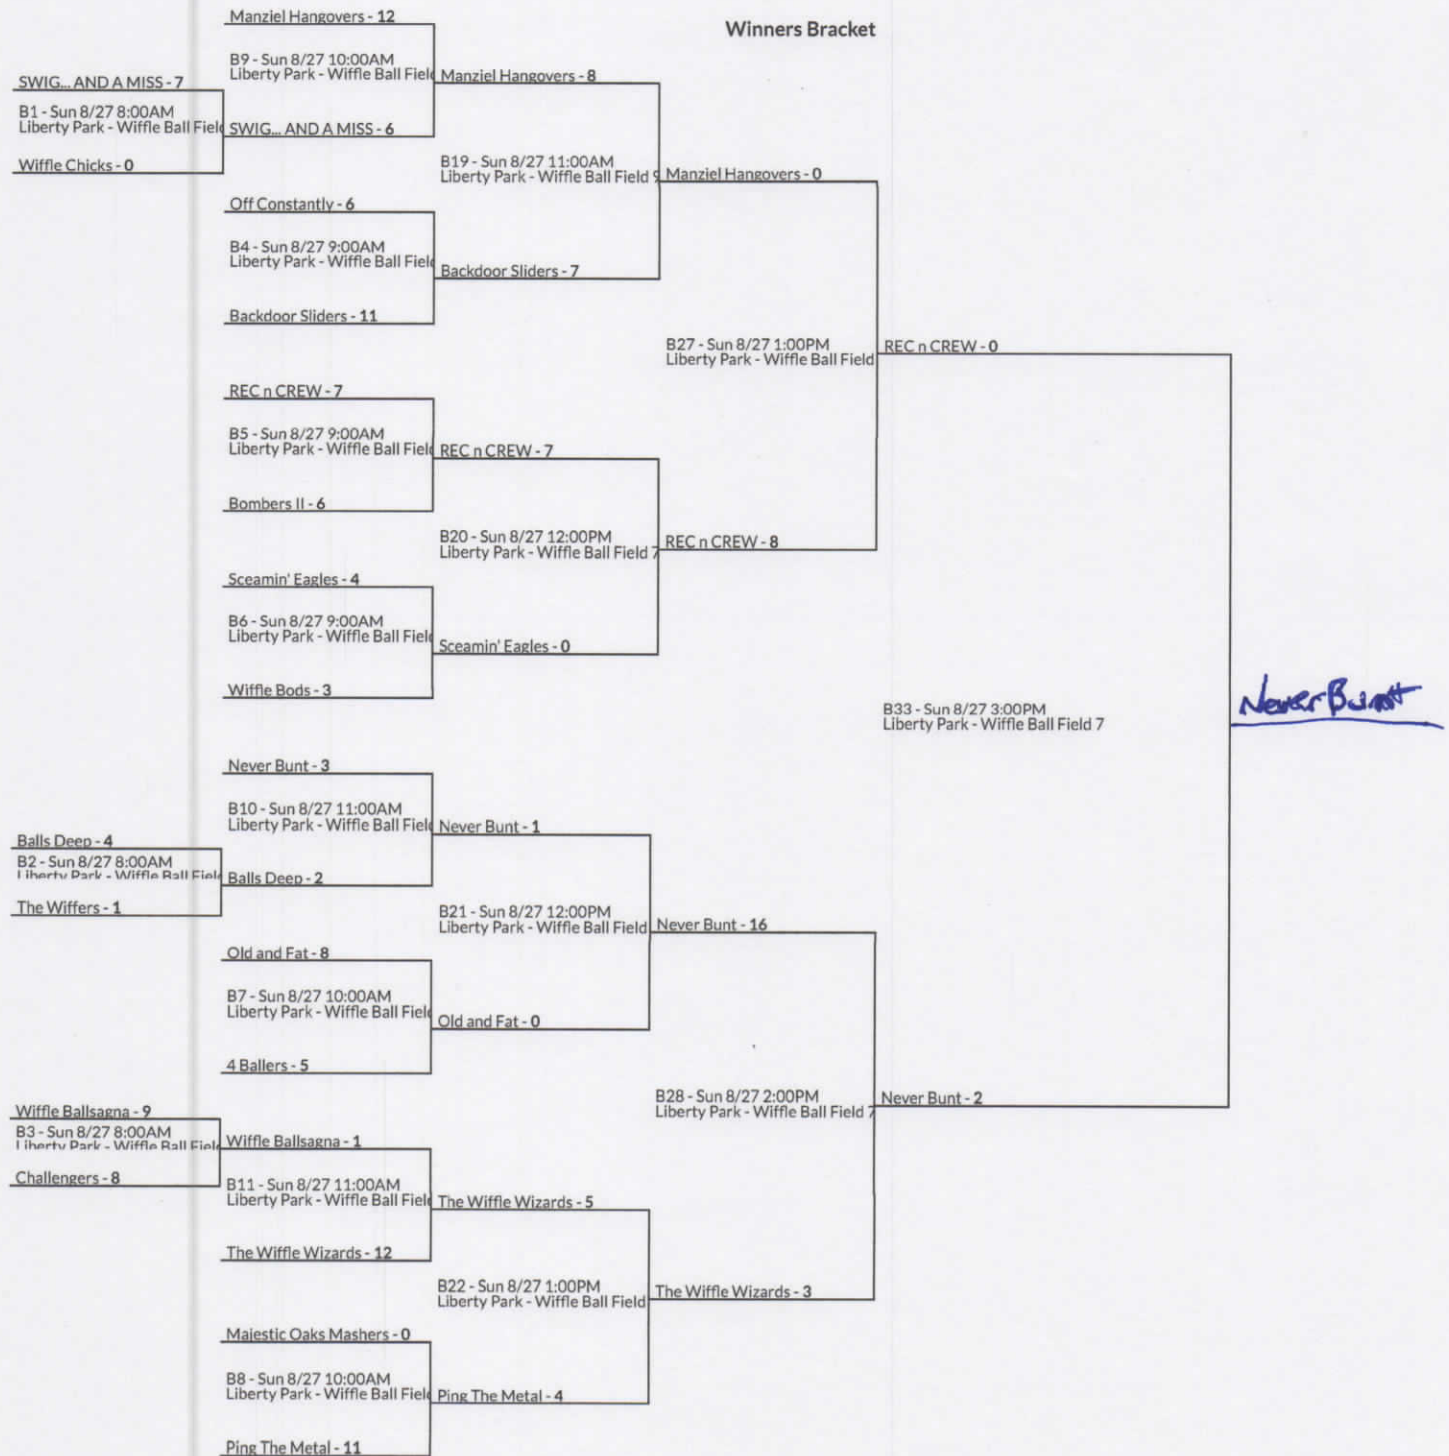 Winners Bracket
Manziel Hangovers - 12
B9 - Sun 8/27 10:00AM
Liberty Park - Wiffle Ball Field
SWIG... AND A MISS - 6
SWIG... AND A MISS - 7
B1 - Sun 8/27 8:00AM
Liberty Park - Wiffle Ball Field
Wiffle Chicks - 0
Manziel Hangovers - 8
B19 - Sun 8/27 11:00AM
Liberty Park - Wiffle Ball Field 9
Manziel Hangovers - 0
Off Constantly - 6
B4 - Sun 8/27 9:00AM
Liberty Park - Wiffle Ball Field
Backdoor Sliders - 7
Backdoor Sliders - 11
B27 - Sun 8/27 1:00PM
Liberty Park - Wiffle Ball Field
REC n CREW - 0
REC n CREW - 7
B5 - Sun 8/27 9:00AM
Liberty Park - Wiffle Ball Field
REC n CREW - 7
Bombers II - 6
B20 - Sun 8/27 12:00PM
Liberty Park - Wiffle Ball Field 7
REC n CREW - 8
Sceamin' Eagles - 4
B6 - Sun 8/27 9:00AM
Liberty Park - Wiffle Ball Field
Sceamin' Eagles - 0
Wiffle Bods - 3
B33 - Sun 8/27 3:00PM
Liberty Park - Wiffle Ball Field 7
Never Bunt
Never Bunt - 3
B10 - Sun 8/27 11:00AM
Liberty Park - Wiffle Ball Field
Never Bunt - 1
Balls Deep - 4
B2 - Sun 8/27 8:00AM
Liberty Park - Wiffle Ball Field
Balls Deep - 2
The Wiffers - 1
B21 - Sun 8/27 12:00PM
Liberty Park - Wiffle Ball Field
Never Bunt - 16
Old and Fat - 8
B7 - Sun 8/27 10:00AM
Liberty Park - Wiffle Ball Field
Old and Fat - 0
4 Ballers - 5
B28 - Sun 8/27 2:00PM
Liberty Park - Wiffle Ball Field 7
Never Bunt - 2
Wiffle Ballsagna - 9
B3 - Sun 8/27 8:00AM
Liberty Park - Wiffle Ball Field
Wiffle Ballsagna - 1
Challengers - 8
B11 - Sun 8/27 11:00AM
Liberty Park - Wiffle Ball Field
The Wiffle Wizards - 5
The Wiffle Wizards - 12
B22 - Sun 8/27 1:00PM
Liberty Park - Wiffle Ball Field
The Wiffle Wizards - 3
Majestic Oaks Mashers - 0
B8 - Sun 8/27 10:00AM
Liberty Park - Wiffle Ball Field
Ping The Metal - 4
Ping The Metal - 11